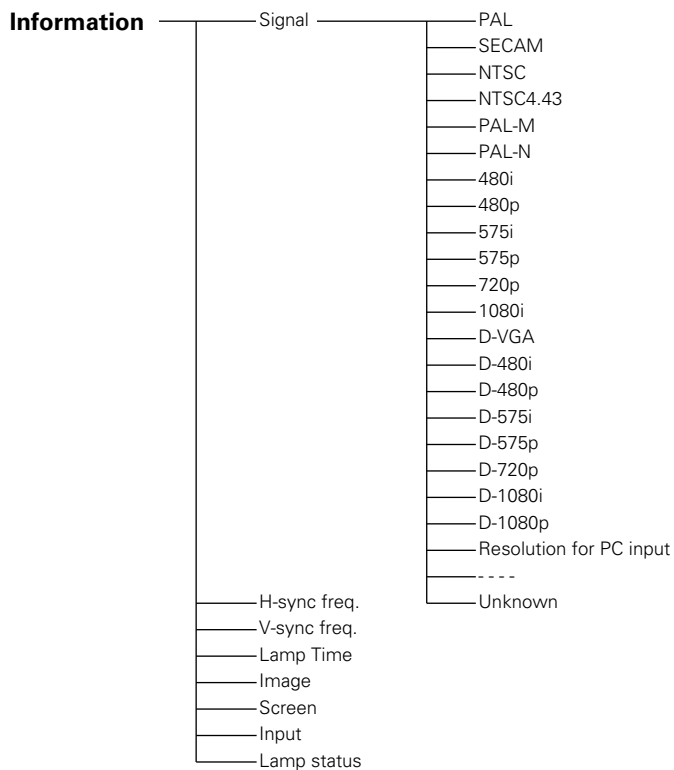 Information
Signal
PAL
SECAM
NTSC
NTSC4.43
PAL-M
PAL-N
480i
480p
575i
575p
720p
1080i
D-VGA
D-480i
D-480p
D-575i
D-575p
D-720p
D-1080i
D-1080p
Resolution for PC input
- - - -
Unknown
H-sync freq.
V-sync freq.
Lamp Time
Image
Screen
Input
Lamp status